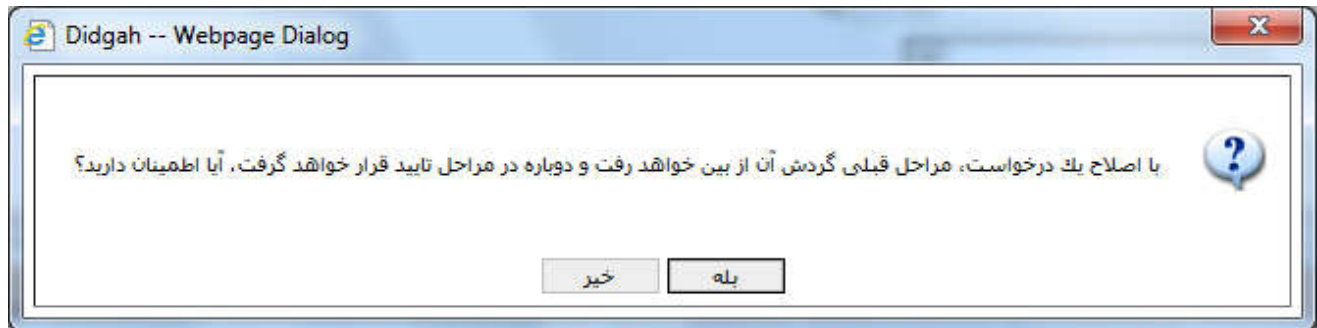 Didgah -- Webpage Dialog
با اصلاح يك درخواست، مراحل قبلی گردش آن از بین خواهد رفت و دوباره در مراحل تایید قرار خواهد گرفت، آیا اطمینان دارید؟
بله
خیر